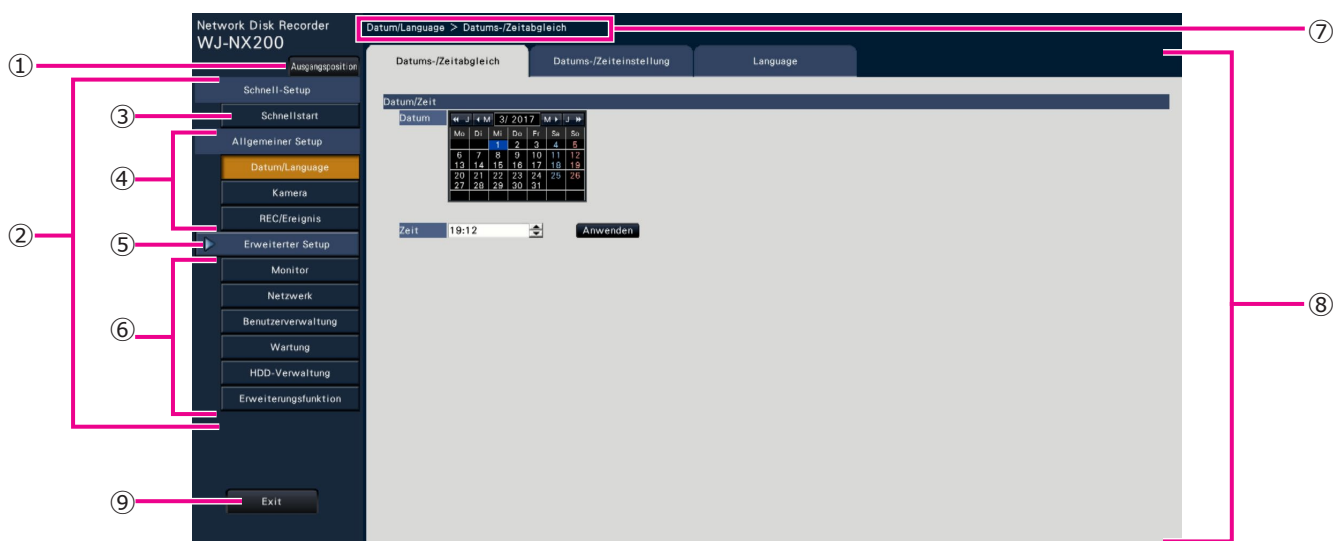 Network Disk Recorder
WJ-NX200
Datum/Language > Datums-/Zeitabgleich
⑦
①
Ausgangsposition
Datums-/Zeitabgleich
Datums-/Zeiteinstellung
Language
②
Schnell-Setup
③
Schnellstart
④
Allgemeiner Setup
Datum/Language
Kamera
REC/Ereignis
⑤
Erweiterter Setup
⑥
Monitor
Netzwerk
Benutzerverwaltung
Wartung
HDD-Verwaltung
Erweiterungsfunktion
⑨
Exit
Datum/Zeit
Datum
J M 3/ 2017 M J
Mo Di Mi Do Fr Sa So
1 2 3 4 5
6 7 8 9 10 11 12
13 14 15 16 17 18 19
20 21 22 23 24 25 26
27 28 29 30 31
Zeit 19:12 Anwenden
⑧